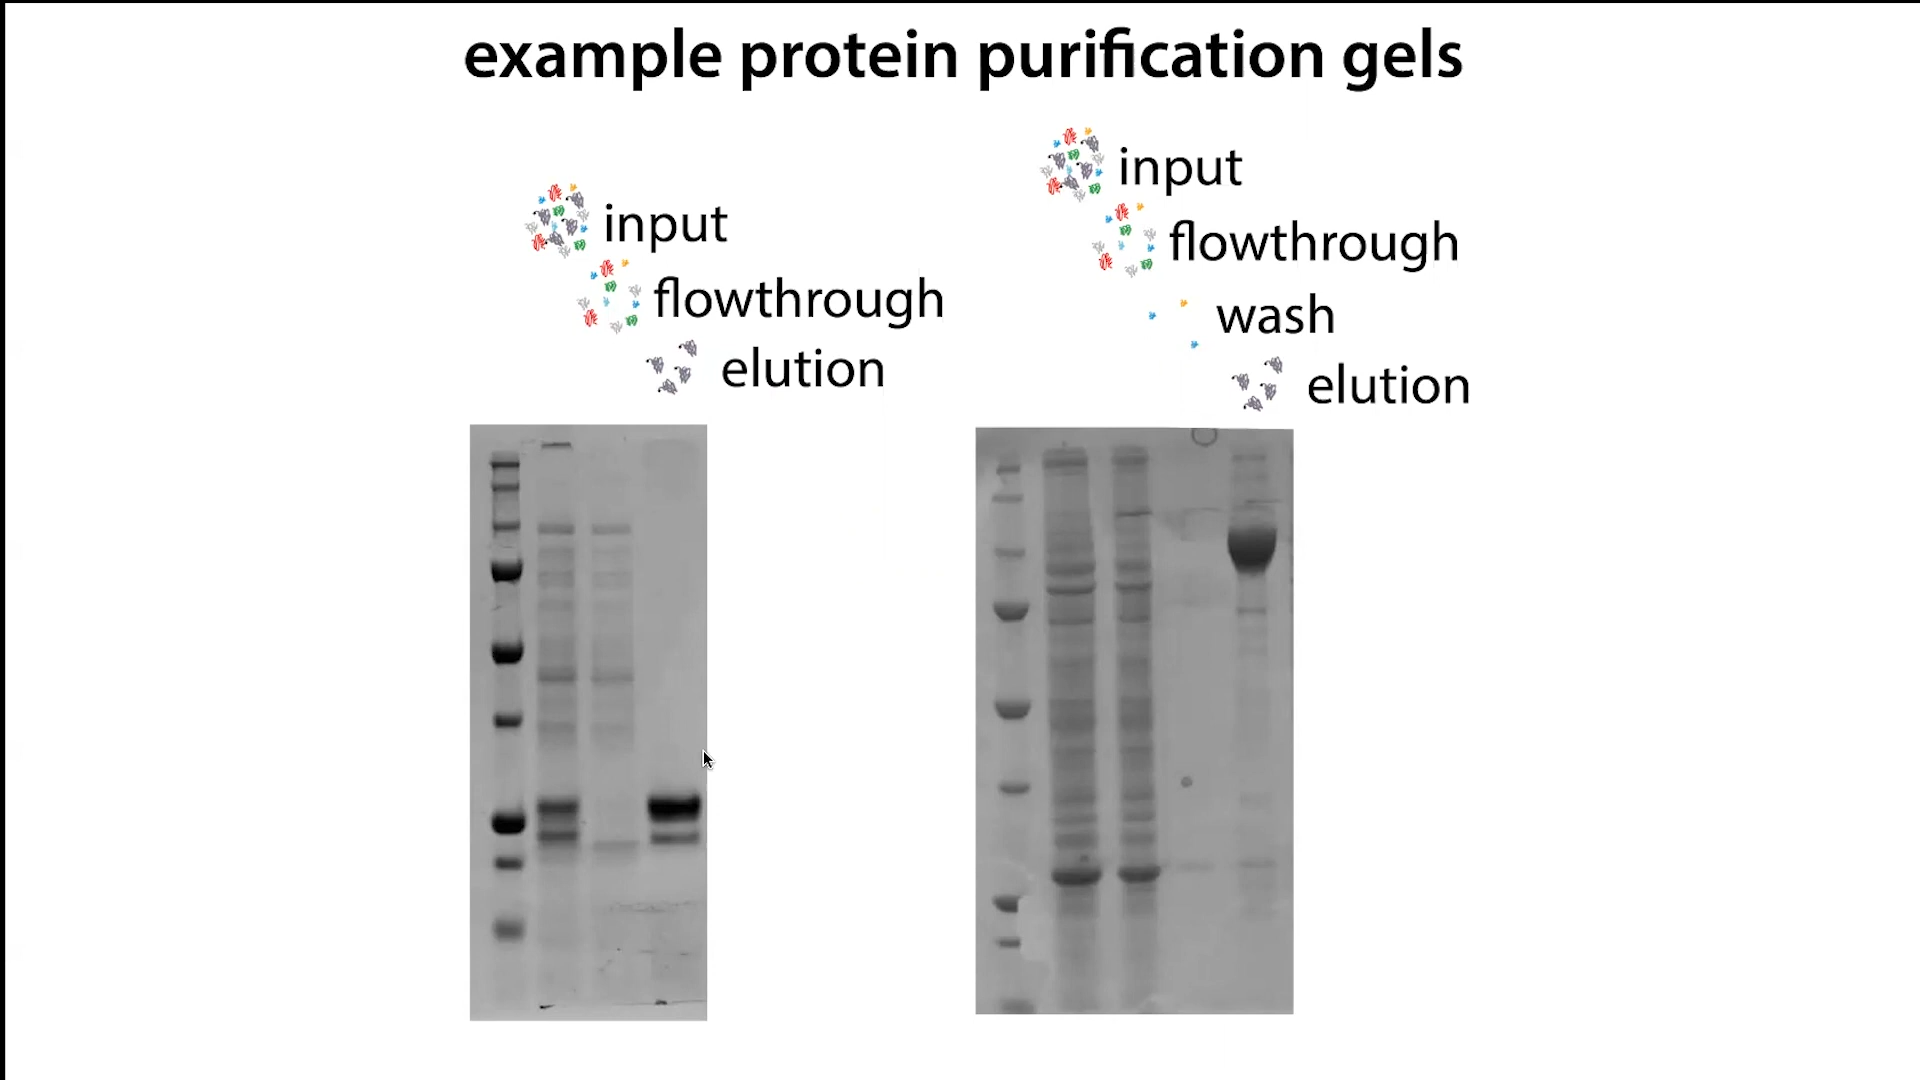 example protein purification gels
input
flowthrough
elution
input
flowthrough
wash
elution